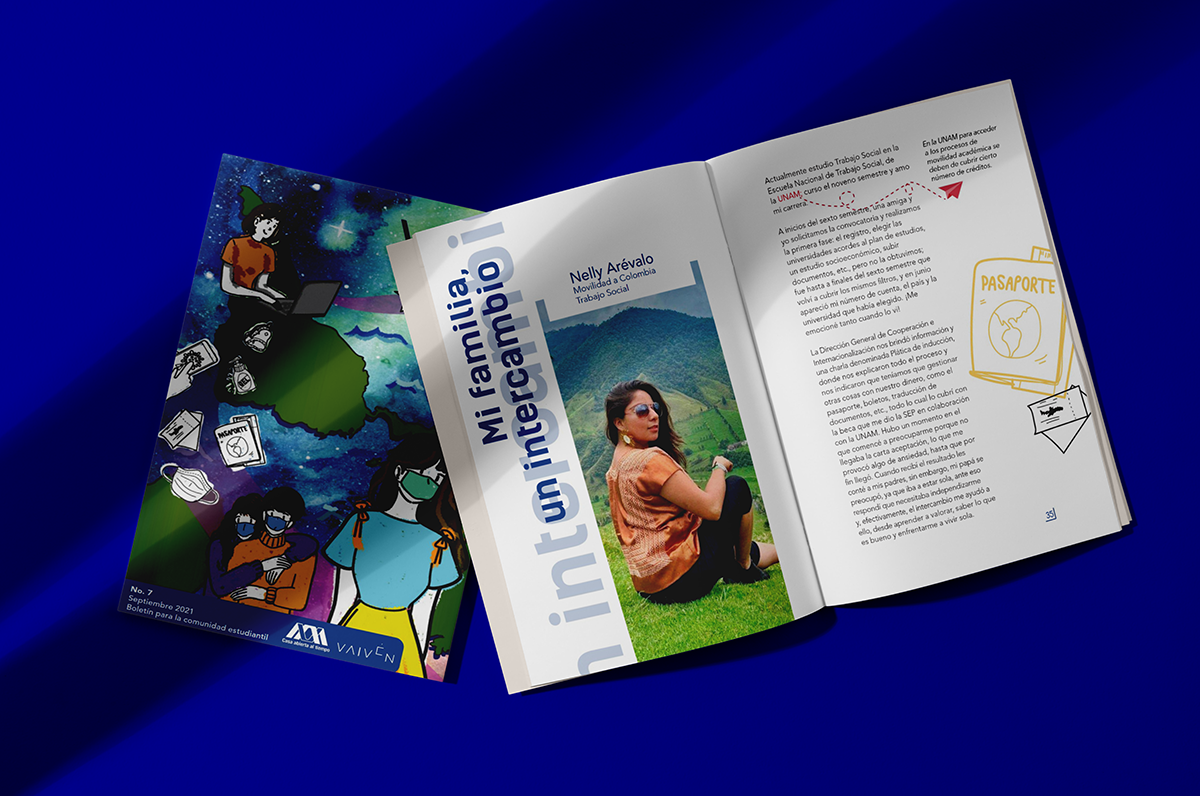 PASAPORTE
No. 7
Septiembre 2021
Boletín para la comunidad estudiantil
Casa abierta al tiempo
VAIVEN
Mi familia,
un intercambio
n intercambi
Nelly Arévalo
Movilidad a Colombia
Trabajo Social
Actualmente estudio Trabajo Social en la
Escuela Nacional de Trabajo Social, de
la UNAM; curso el noveno semestre y amo
mi carrera.
En la UNAM para acceder
a los procesos de
movilidad académica se
deben de cubrir cierto
número de créditos.
A inicios del sexto semestre, una amiga y
yo solicitamos la convocatoria y realizamos
la primera fase: el registro, elegir las
universidades acordes al plan de estudios,
un estudio socioeconómico, subir
documentos, etc., pero no la obtuvimos;
fue hasta a finales del sexto semestre que
volví a cubrir los mismos filtros, y en junio
apareció mi número de cuenta, el país y la
universidad que había elegido. ¡Me
emocioné tanto cuando lo vi!
PASAPORTE
La Dirección General de Cooperación e
Internacionalización nos brindó información y
una charla denominada Plática de inducción,
donde nos explicaron todo el proceso y
nos indicaron que teníamos que gestionar
otras cosas con nuestro dinero, como el
pasaporte, boletos, traducción de
documentos, etc., todo lo cual lo cubrí con
la beca que me dio la SEP en colaboración
con la UNAM. Hubo un momento en el
que comencé a preocuparme porque no
llegaba la carta aceptación, lo que me
provocó algo de ansiedad, hasta que por
fin llegó. Cuando recibí el resultado les
conté a mis padres, sin embargo, mi papá se
preocupó, ya que iba a estar sola, ante eso
respondí que necesitaba independizarme
y, efectivamente, el intercambio me ayudó a
ello, desde aprender a valorar, saber lo que
es bueno y enfrentarme a vivir sola.
35